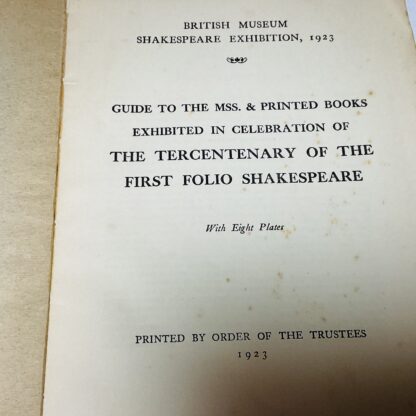 BRITISH MUSEUM
SHAKESPEARE EXHIBITION, 1923
GUIDE TO THE MSS. & PRINTED BOOKS
EXHIBITED IN CELEBRATION OF
THE TERCENTENARY OF THE
FIRST FOLIO SHAKESPEARE
With Eight Plates
PRINTED BY ORDER OF THE TRUSTEES
1923